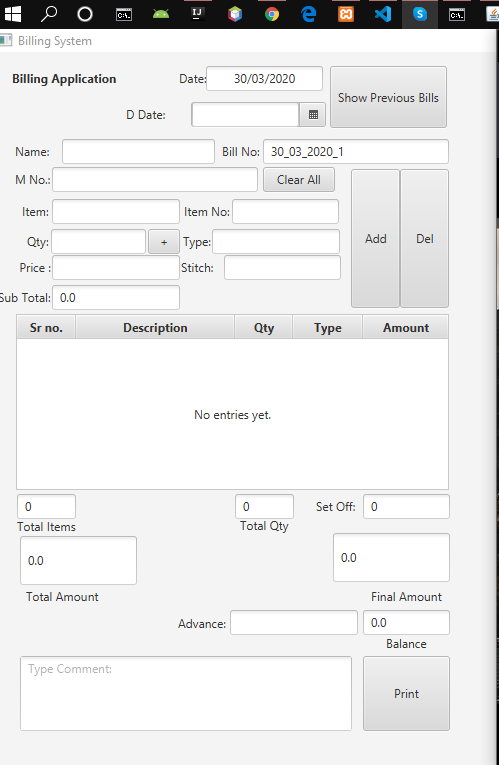 Billing System
Billing Application Date: 30/03/2020 Show Previous Bills
D Date:
Name: Bill No: 30_03_2020_1
M No.: Clear All
Item: Item No:
Qty: + Type: Add Del
Price : Stitch:
Sub Total: 0.0
Sr no. Description Qty Type Amount
No entries yet.
0 0 Set Off: 0
Total Items Total Qty
0.0 0.0
Total Amount Final Amount
Advance: 0.0
Balance
Type Comment: Print